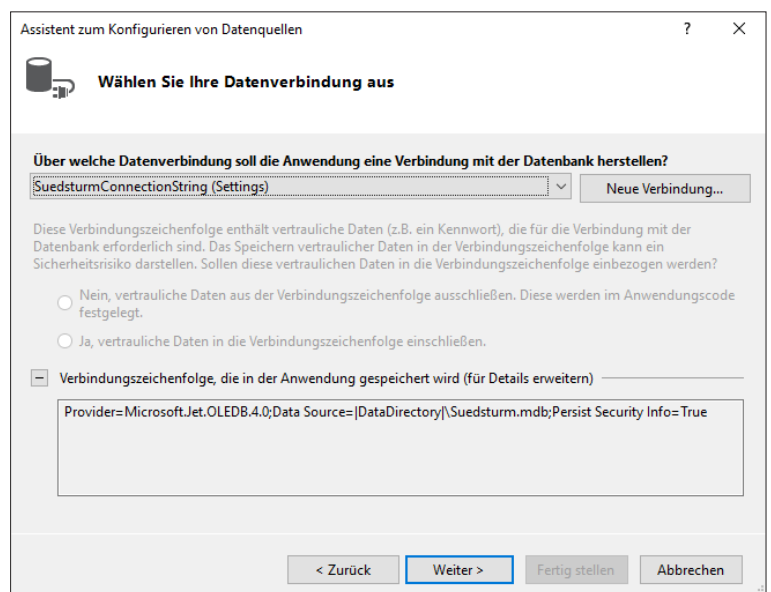 Assistent zum Konfigurieren von Datenquellen
Wählen Sie Ihre Datenverbindung aus
Über welche Datenverbindung soll die Anwendung eine Verbindung mit der Datenbank herstellen?
SuedsturmConnectionString (Settings)
Neue Verbindung...
Diese Verbindungszeichenfolge enthält vertrauliche Daten (z.B. ein Kennwort), die für die Verbindung mit der
Datenbank erforderlich sind. Das Speichern vertraulicher Daten in der Verbindungszeichenfolge kann ein
Sicherheitsrisiko darstellen. Sollen diese vertraulichen Daten in die Verbindungszeichenfolge einbezogen werden?
Nein, vertrauliche Daten aus der Verbindungszeichenfolge ausschließen. Diese werden im Anwendungscode
festgelegt.
Ja, vertrauliche Daten in die Verbindungszeichenfolge einschließen.
Verbindungszeichenfolge, die in der Anwendung gespeichert wird (für Details erweitern)
Provider=Microsoft.Jet.OLEDB.4.0;Data Source=|DataDirectory|\Suedsturm.mdb;Persist Security Info=True
< Zurück
Weiter >
Fertig stellen
Abbrechen